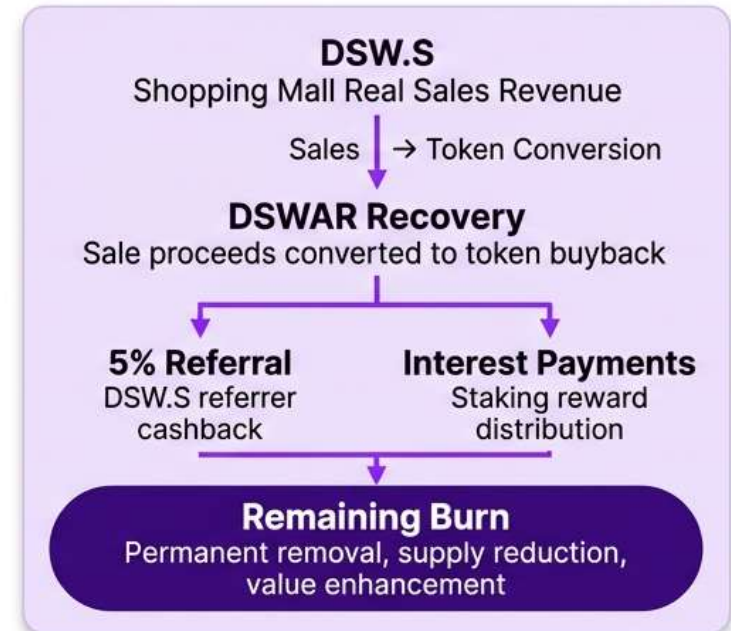 DSW.S
Shopping Mall Real Sales Revenue
Sales → Token Conversion
DSWAR Recovery
Sale proceeds converted to token buyback
5% Referral
DSW.S referrer
cashback
Interest Payments
Staking reward
distribution
Remaining Burn
Permanent removal, supply reduction,
value enhancement